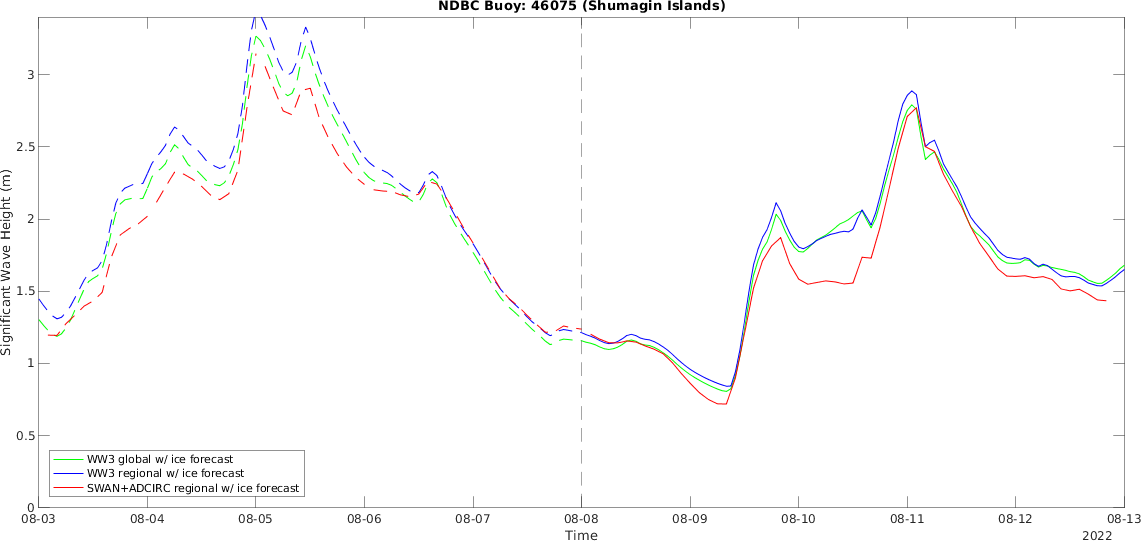 NDBC Buoy: 46075 (Shumagin Islands)
Significant Wave Height (m)
3
2.5
2
1.5
1
0.5
0
WW3 global w/ ice forecast
WW3 regional w/ ice forecast
SWAN+ADCIRC regional w/ ice forecast
08-03 08-04 08-05 08-06 08-07 08-08 08-09 08-10 08-11 08-12 08-13
Time
2022